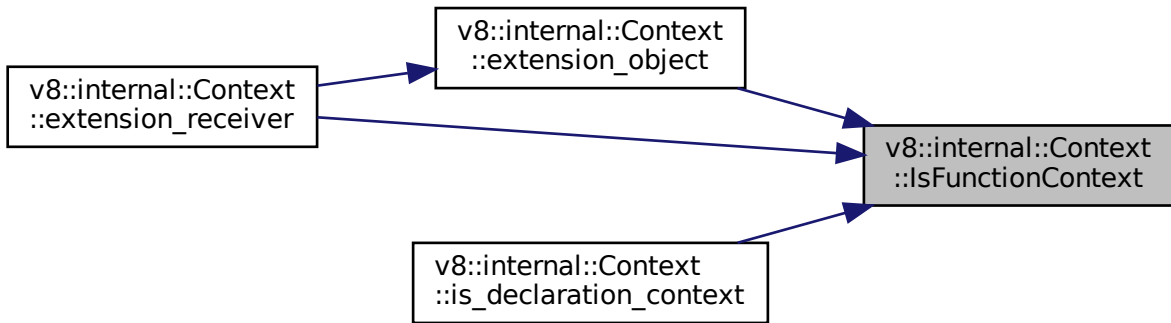 v8::internal::Context
::extension_object
v8::internal::Context
::extension_receiver
v8::internal::Context
::IsFunctionContext
v8::internal::Context
::is_declaration_context